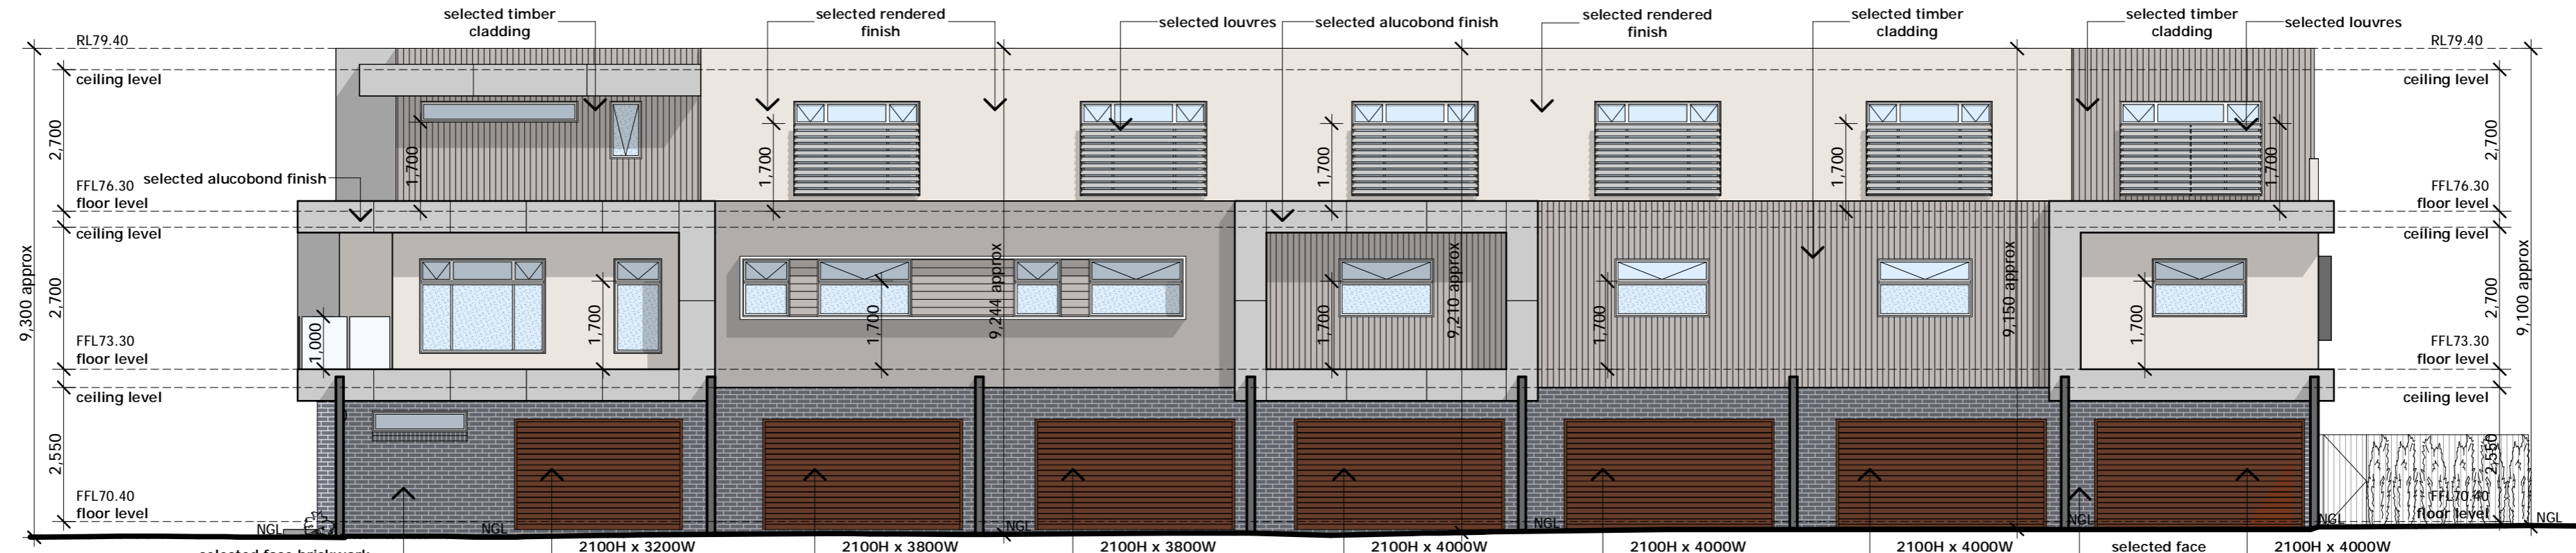 selected timber
cladding
selected rendered
finish
selected louvres
selected alucobond finish
selected rendered
finish
selected timber
cladding
selected timber
cladding
selected louvres
RL79.40
ceiling level
RL79.40
ceiling level
2,700
1,700
1,700
1,700
1,700
1,700
2,700
selected alucobond finish
FFL76.30
floor level
ceiling level
FFL76.30
floor level
ceiling level
9,300 approx
2,700
1,000
1,700
1,700
9,244 approx
1,700
9,210 approx
1,700
9,150 approx
1,700
2,700
9,100 approx
FFL73.30
floor level
ceiling level
FFL73.30
floor level
ceiling level
2,550
2,550
FFL70.40
floor level
FFL70.40
floor level
NGL
NGL
NGL
NGL
NGL
NGL
NGL
selected face brickwork
2100H x 3200W
2100H x 3800W
2100H x 3800W
2100H x 4000W
2100H x 4000W
2100H x 4000W
selected face
2100H x 4000W